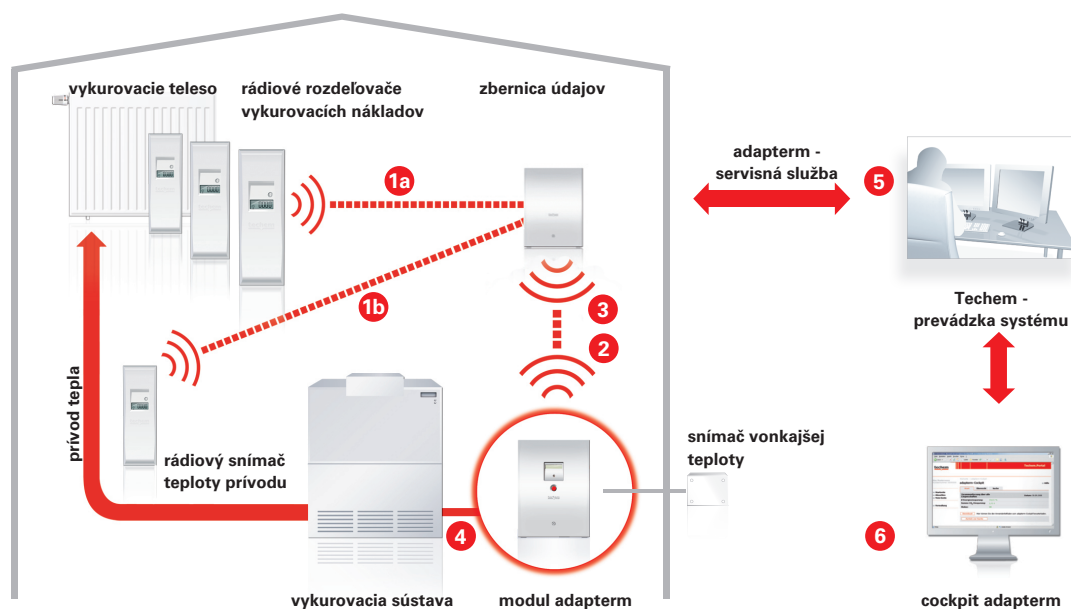 vykurovacie teleso
rádiové rozdeľovače
vykurovacích nákladov
zbernica údajov
1a
adapterm -
servisná služba
5
1b
3
2
Techem -
prevádzka systému
prívod tepla
rádiový snímač
teploty prívodu
snímač vonkajšej
teploty
4
6
vykurovacia sústava
modul adapterm
cockpit adapterm